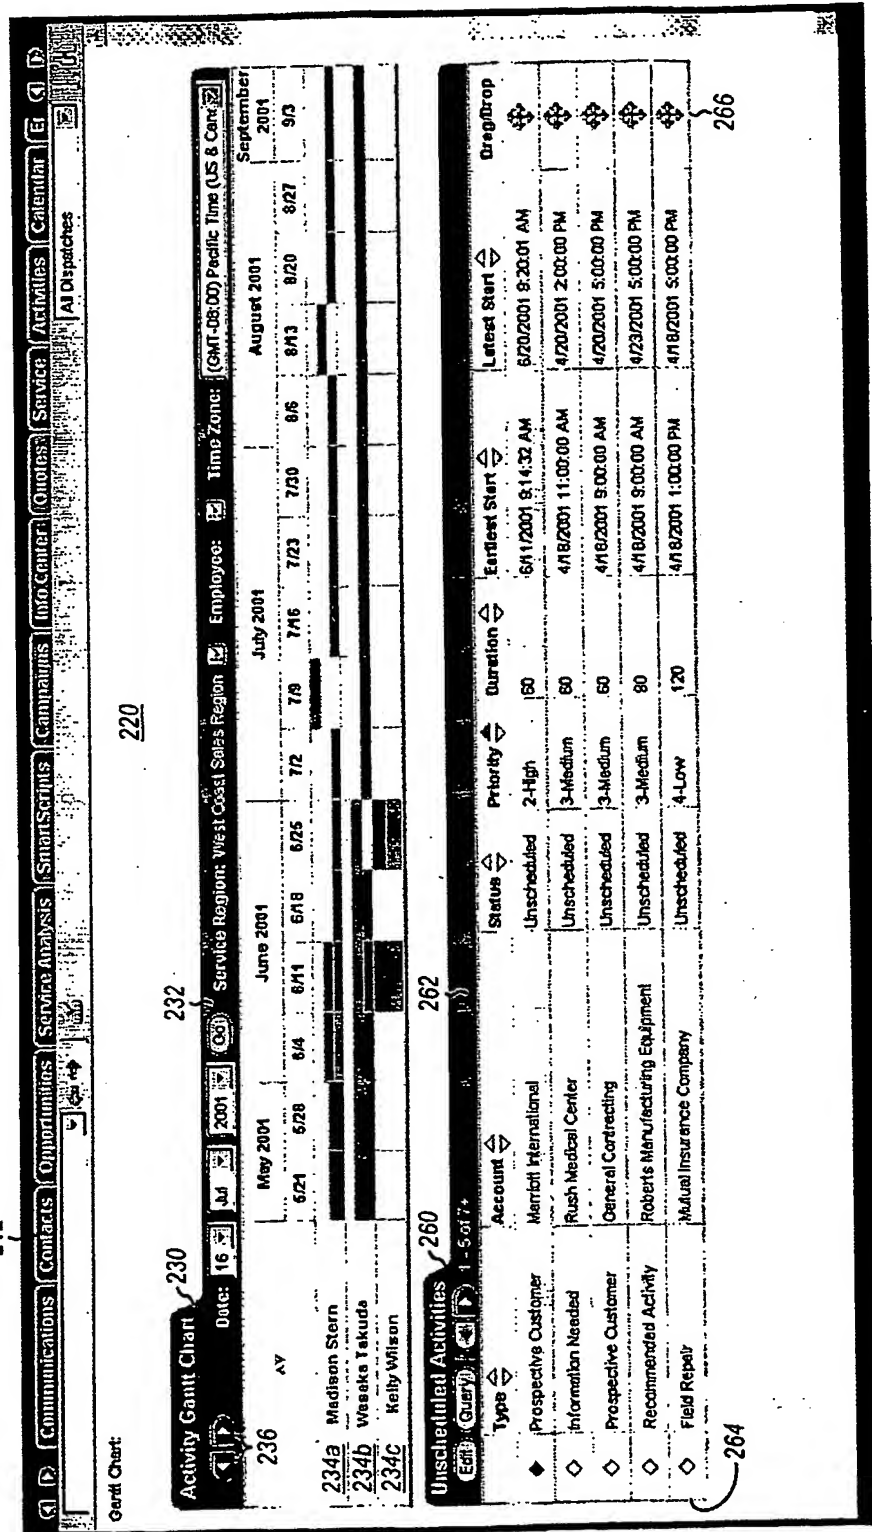 Communications Contacts Opportunities Service Analysis SmartScripts Campaigns Info Center Quotes Service Activities Calendar
All Dispatches
Gantt Chart:
220
Activity Gantt Chart 230
232
Date: 16 Jul 2001 Go Service Region: West Coast Sales Region Employee: Time Zone: (GMT-08:00) Pacific Time (US & Cana
236
May 2001 June 2001 July 2001 August 2001 September 2001
5/21 5/28 6/4 6/11 6/18 6/25 7/2 7/9 7/16 7/23 7/30 8/6 8/13 8/20 8/27 9/3
234a Madison Stern
234b Wasaka Takuda
234c Kelly Wilson
Unscheduled Activities 260
262
Edit Query 1 - 5 of 7+
Type Account Status Priority Duration Earliest Start Latest Start Drag/Drop
Prospective Customer Marriott International Unscheduled 2-High 60 6/11/2001 9:14:32 AM 6/20/2001 9:20:01 AM
Information Needed Rush Medical Center Unscheduled 3-Medium 60 4/18/2001 11:00:00 AM 4/20/2001 2:00:00 PM
Prospective Customer General Contracting Unscheduled 3-Medium 60 4/18/2001 9:00:00 AM 4/20/2001 5:00:00 PM
Recommended Activity Roberts Manufacturing Equipment Unscheduled 3-Medium 80 4/18/2001 9:00:00 AM 4/23/2001 5:00:00 PM
Field Repair Mutual Insurance Company Unscheduled 4-Low 120 4/18/2001 1:00:00 PM 4/18/2001 5:00:00 PM
264
266